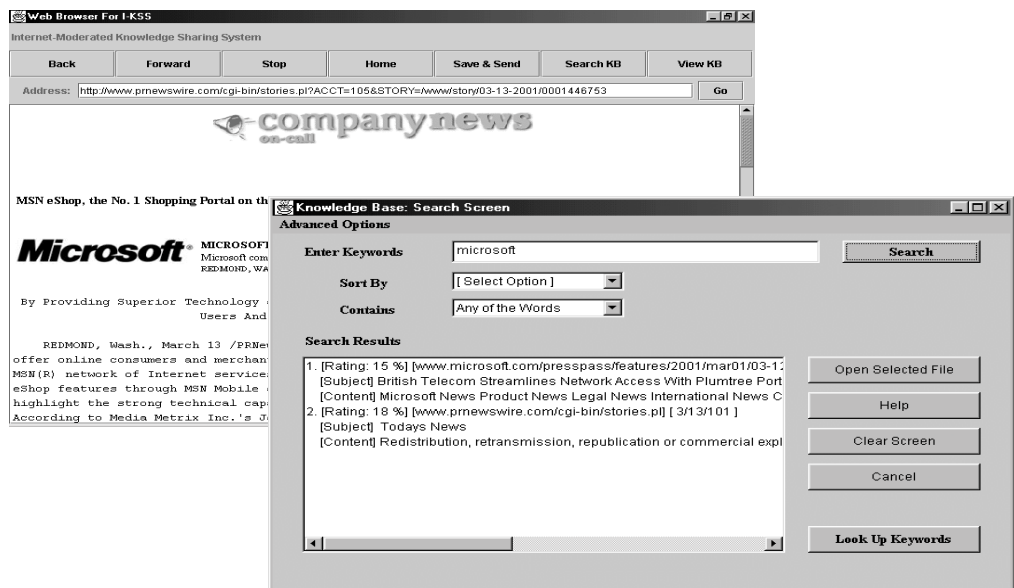 Web Browser For I-KSS
Internet-Moderated Knowledge Sharing System
Back Forward Stop Home Save & Send Search KB View KB
Address: http://www.prnewswire.com/cgi-bin/stories.pl?ACCT=105&STORY=/www/story/03-13-2001/0001446753 Go
companynews
on-call
MSN eShop, the No. 1 Shopping Portal on th
Microsoft
MICROSOFT
Microsoft com
REDMOND, WA
By Providing Superior Technology
Users And
REDMOND, Wash., March 13 /PRNe
offer online consumers and merchan
MSN(R) network of Internet service
eShop features through MSN Mobile
highlight the strong technical cap
According to Media Metrix Inc.'s J
Knowledge Base: Search Screen
Advanced Options
Enter Keywords microsoft Search
Sort By [ Select Option ]
Contains Any of the Words
Search Results
1. [Rating: 15 %] [www.microsoft.com/presspass/features/2001/mar01/03-12
[Subject] British Telecom Streamlines Network Access With Plumtree Port
[Content] Microsoft News Product News Legal News International News C
2. [Rating: 18 %] [www.prnewswire.com/cgi-bin/stories.pl] [ 3/13/101 ]
[Subject] Todays News
[Content] Redistribution, retransmission, republication or commercial expl
Open Selected File
Help
Clear Screen
Cancel
Look Up Keywords